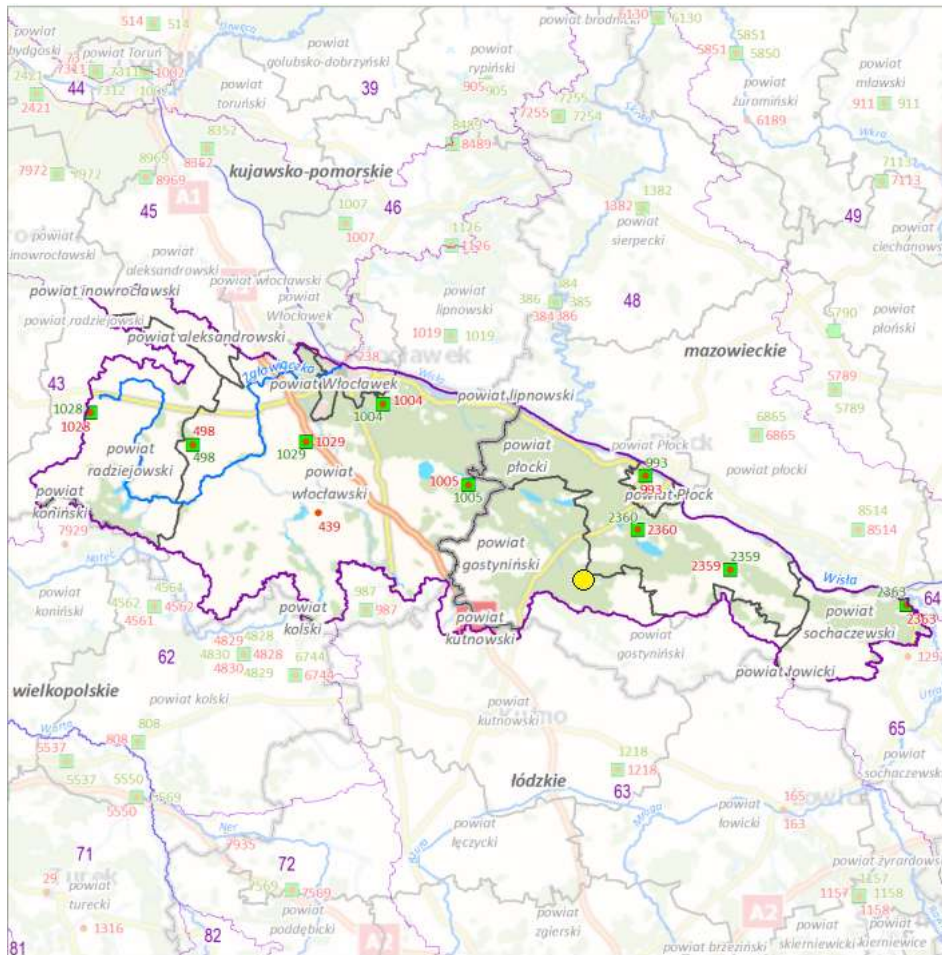 514
514
6130
6130
powiat brodnicki
powiat
bydgoski
powiat Toruń
powiat
golubsko-dobrzyński
powiat
rypiński
905
905
5851
5851
5850
powiat
żuromiński
powiat
mławski
911
911
6189
2421
2421
7311
7312
44
39
powiat
toruński
7255
7255
7254
Wkra
8352
8352
8489
8489
7972
7972
8969
8969
A1
kujawsko-pomorskie
7113
7113
45
46
1007
1007
1126
1126
1382
1382
powiat
sierpecki
49
powiat
inowrocławski
powiat
aleksandrowski
powiat
ciechanowski
powiat włocławski
powiat
Włocławek
powiat
lipnowski
384
386
385
384
386
48
powiat inowrocławski
powiat radziejowski
powiat aleksandrowski
1019
1019
5790
powiat
płoński
mazowieckie
43
Zgłowiączka
Wisła
powiat Włocławek
powiat lipnowski
5789
5789
1028
1028
1004
1004
498
498
1029
1029
powiat
płocki
powiat Płock
6865
6865
powiat płocki
powiat
radziejowski
powiat
włocławski
1005
1005
993
993
powiat Płock
powiat
koniński
439
2360
2360
8514
8514
7929
Noteć
powiat
gostyniński
2359
2359
Wisła
powiat
koniński
4564
4562
4562
4561
987
987
2363
2363
64
powiat
kolski
powiat
kutnowski
powiat
gostyniński
powiat
sochaczewski
4829
4828
4830
4828
4830
4829
6744
6744
62
powiat łowicki
wielkopolskie
powiat kolski
powiat
kutnowski
Kutno
65
Warta
808
808
5537
5537
5550
5550
łódzkie
1218
1218
63
powiat
sochaczewski
165
163
powiat
łowicki
Ner
7935
powiat
łęczycki
71
72
powiat żyrardowski
29
powiat
turecki
7569
7569
powiat
poddębicki
1157
1157
1158
1158
A2
A2
1316
powiat
zgierski
powiat
brzeziński
powiat
skierniewicki
81
82